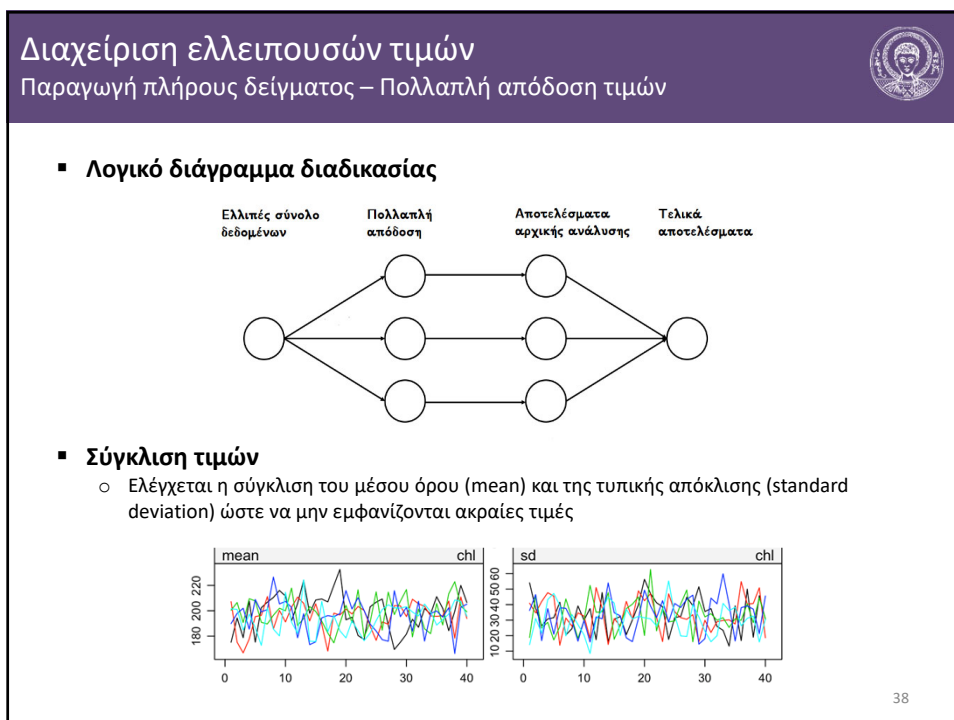 Διαχείριση ελλειπουσών τιμών
Παραγωγή πλήρους δείγματος – Πολλαπλή απόδοση τιμών
▪ Λογικό διάγραμμα διαδικασίας
Ελλιπές σύνολο
δεδομένων
Πολλαπλή
απόδοση
Αποτελέσματα
αρχικής ανάλυσης
Τελικά
αποτελέσματα
▪ Σύγκλιση τιμών
o Ελέγχεται η σύγκλιση του μέσου όρου (mean) και της τυπικής απόκλισης (standard
deviation) ώστε να μην εμφανίζονται ακραίες τιμές
mean chl
180 200 220
0 10 20 30 40
sd chl
10 20 30 40 50 60
0 10 20 30 40
38